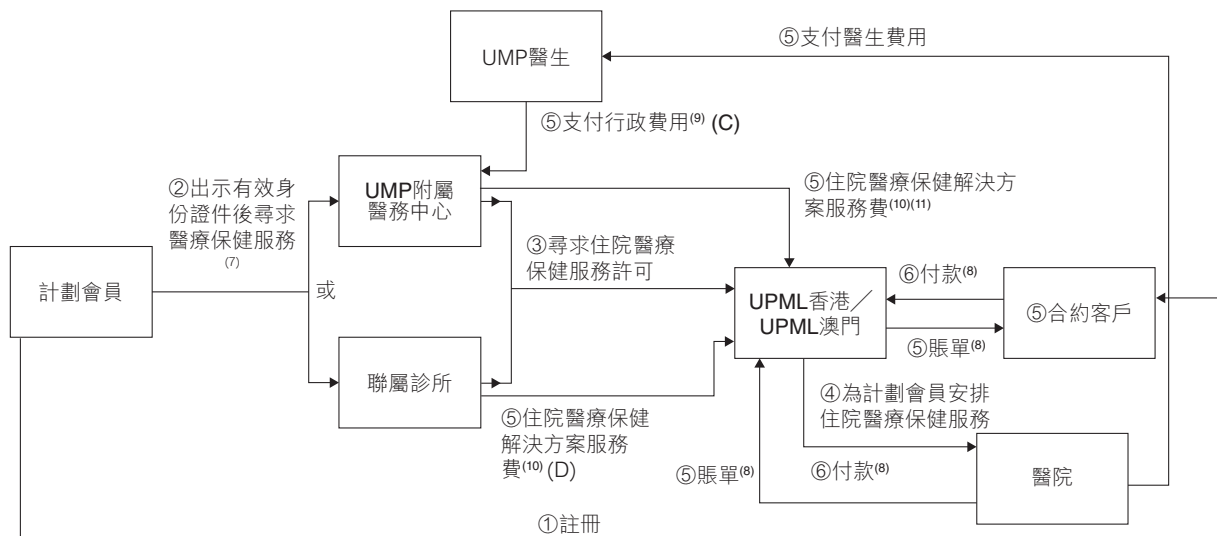 ⑤支付醫生費用
UMP醫生
⑤支付行政費用(9) (C)
②出示有效身
份證件後尋求
醫療保健服務
(7)
UMP附屬
醫務中心
⑤住院醫療保健解決方
案服務費(10)(11)
③尋求住院醫療
保健服務許可
計劃會員
或
UPML香港／
UPML澳門
⑥付款(8)
⑤合約客戶
⑤賬單(8)
聯屬診所
④為計劃會員安排
住院醫療保健服務
⑤住院醫療保健
解決方案服務
費(10) (D)
⑤賬單(8)
⑥付款(8)
醫院
①註冊